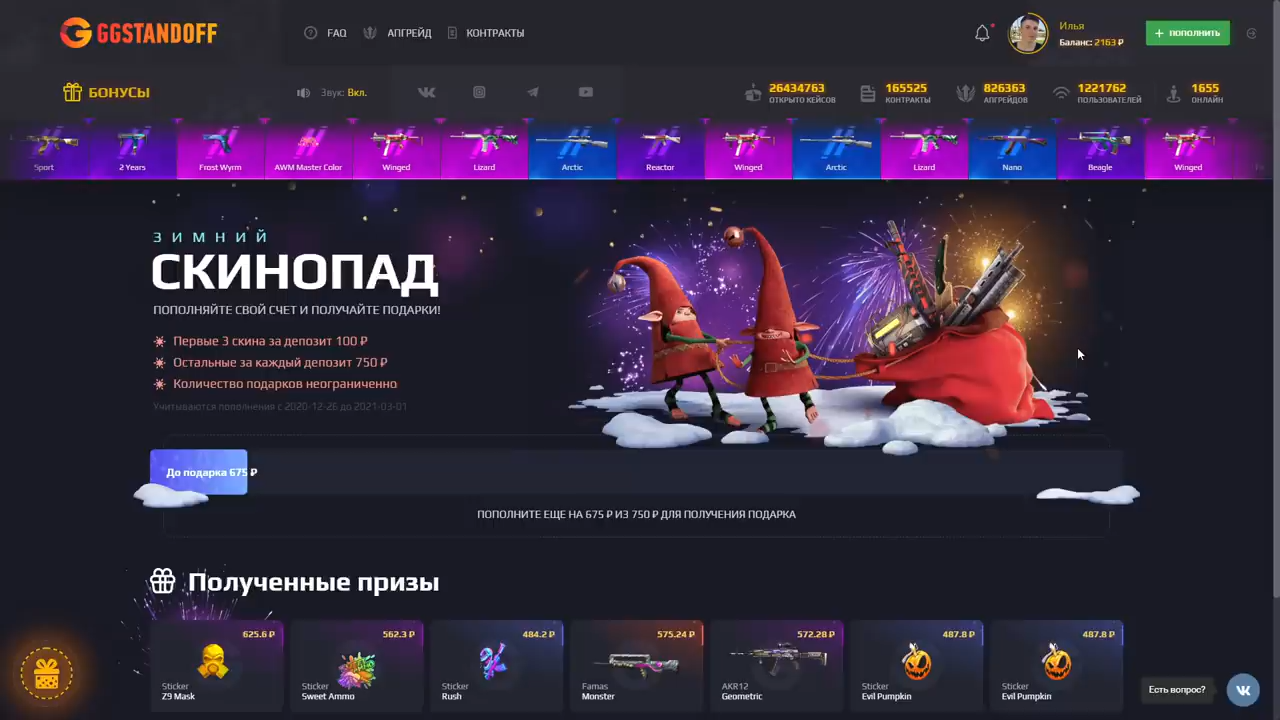 GGSTANDOFF
FAQ
АПГРЕЙД
КОНТРАКТЫ
Илья
Баланс: 2163 ₽
+ ПОПОЛНИТЬ
БОНУСЫ
Звук: Вкл.
26434763
ОТКРЫТО КЕЙСОВ
165525
КОНТРАКТЫ
826363
АПГРЕЙДОВ
1221762
ПОЛЬЗОВАТЕЛЕЙ
1655
ОНЛАЙН
Sport
2 Years
Frost Wyrm
AWM Master Color
Winged
Lizard
Arctic
Reactor
Winged
Arctic
Lizard
Nano
Beagle
Winged
ЗИМНИЙ
СКИНОПАД
ПОПОЛНЯЙТЕ СВОЙ СЧЕТ И ПОЛУЧАЙТЕ ПОДАРКИ!
Первые 3 скина за депозит 100 ₽
Остальные за каждый депозит 750 ₽
Количество подарков неограниченно
Учитываются пополнения с 2020-12-26 до 2021-03-01
До подарка 675 ₽
ПОПОЛНИТЕ ЕЩЕ НА 675 ₽ ИЗ 750 ₽ ДЛЯ ПОЛУЧЕНИЯ ПОДАРКА
Полученные призы
625.6 ₽
Sticker
Z9 Mask
562.3 ₽
Sticker
Sweet Ammo
484.2 ₽
Sticker
Rush
575.24 ₽
Famas
Monster
572.28 ₽
AKR12
Geometric
487.8 ₽
Sticker
Evil Pumpkin
487.8 ₽
Sticker
Evil Pumpkin
Есть вопрос?